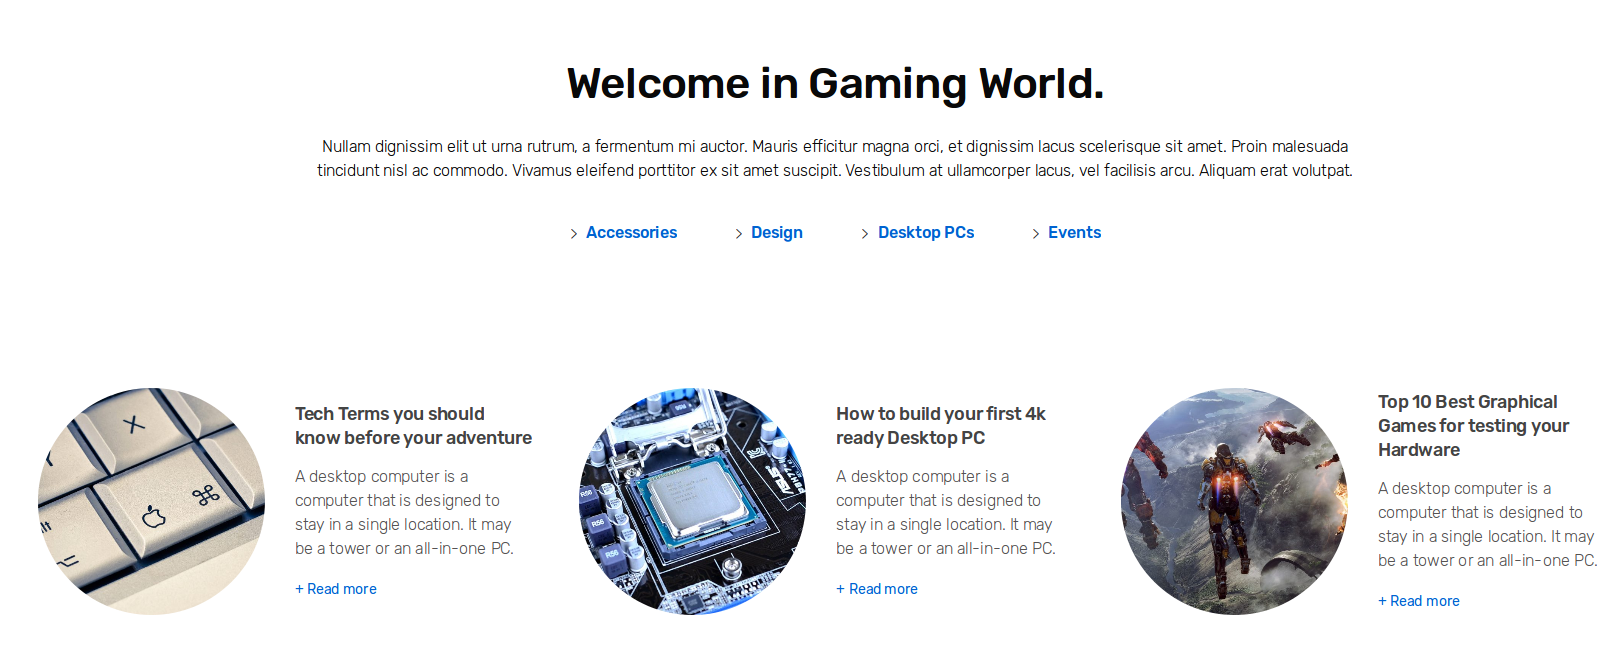 Welcome in Gaming World.
Nullam dignissim elit ut urna rutrum, a fermentum mi auctor. Mauris efficitur magna orci, et dignissim lacus scelerisque sit amet. Proin malesuada
tincidunt nisl ac commodo. Vivamus eleifend porttitor ex sit amet suscipit. Vestibulum at ullamcorper lacus, vel facilisis arcu. Aliquam erat volutpat.
Accessories
Design
Desktop PCs
Events
X
Tech Terms you should
know before your adventure
A desktop computer is a
computer that is designed to
stay in a single location. It may
be a tower or an all-in-one PC.
+ Read more
R56
R56
R56
ASUS
How to build your first 4k
ready Desktop PC
A desktop computer is a
computer that is designed to
stay in a single location. It may
be a tower or an all-in-one PC.
+ Read more
Top 10 Best Graphical
Games for testing your
Hardware
A desktop computer is a
computer that is designed to
stay in a single location. It may
be a tower or an all-in-one PC.
+ Read more